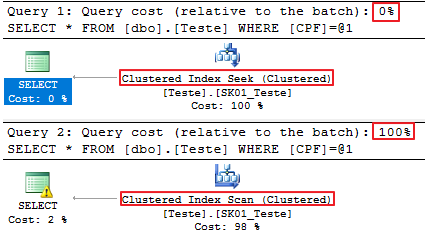 Query 1: Query cost (relative to the batch): 0%
SELECT * FROM [dbo].[Teste] WHERE [CPF]=@1
SELECT
Cost: 0 %
Clustered Index Seek (Clustered)
[Teste].[SK01_Teste]
Cost: 100 %
Query 2: Query cost (relative to the batch): 100%
SELECT * FROM [dbo].[Teste] WHERE [CPF]=@1
SELECT
Cost: 2 %
Clustered Index Scan (Clustered)
[Teste].[SK01_Teste]
Cost: 98 %